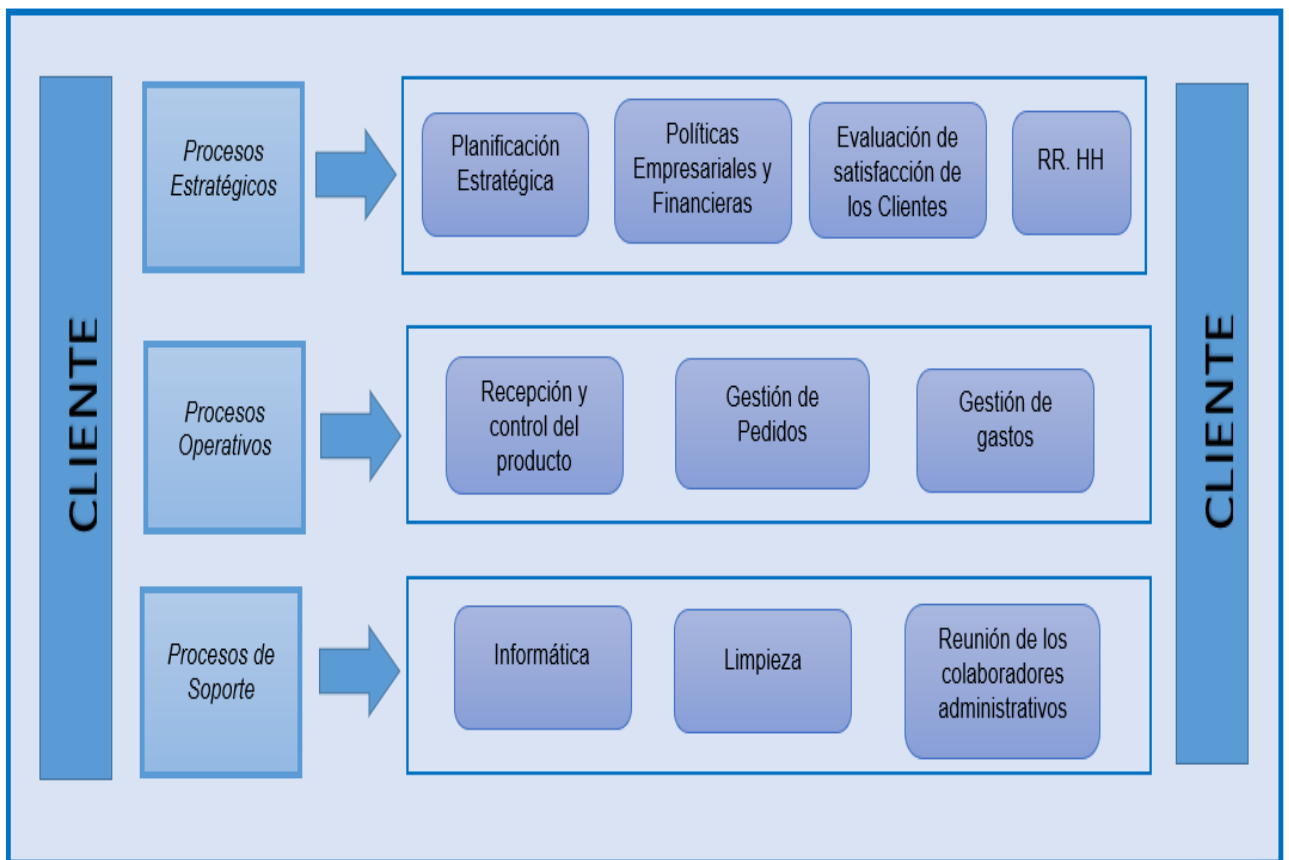 CLIENTE
Procesos
Estratégicos
Planificación
Estratégica
Políticas
Empresariales y
Financieras
Evaluación de
satisfacción de
los Clientes
RR. HH
Procesos
Operativos
Recepción y
control del
producto
Gestión de
Pedidos
Gestión de
gastos
Procesos de
Soporte
Informática
Limpieza
Reunión de los
colaboradores
administrativos
CLIENTE